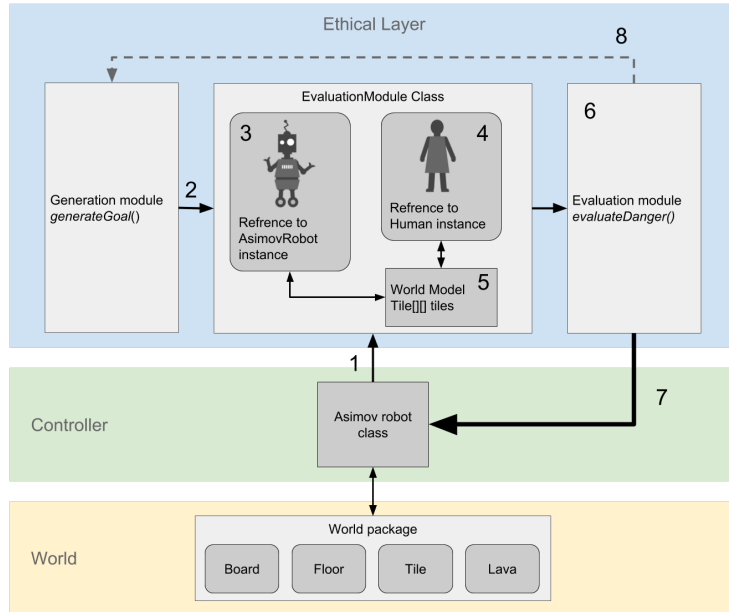 Ethical Layer
8
EvaluationModule Class
3
4
6
Generation module
generateGoal()
2
Refrence to
AsimovRobot
instance
Refrence to
Human instance
Evaluation module
evaluateDanger()
World Model
Tile[][] tiles
5
1
Controller
Asimov robot
class
7
World package
World
Board
Floor
Tile
Lava